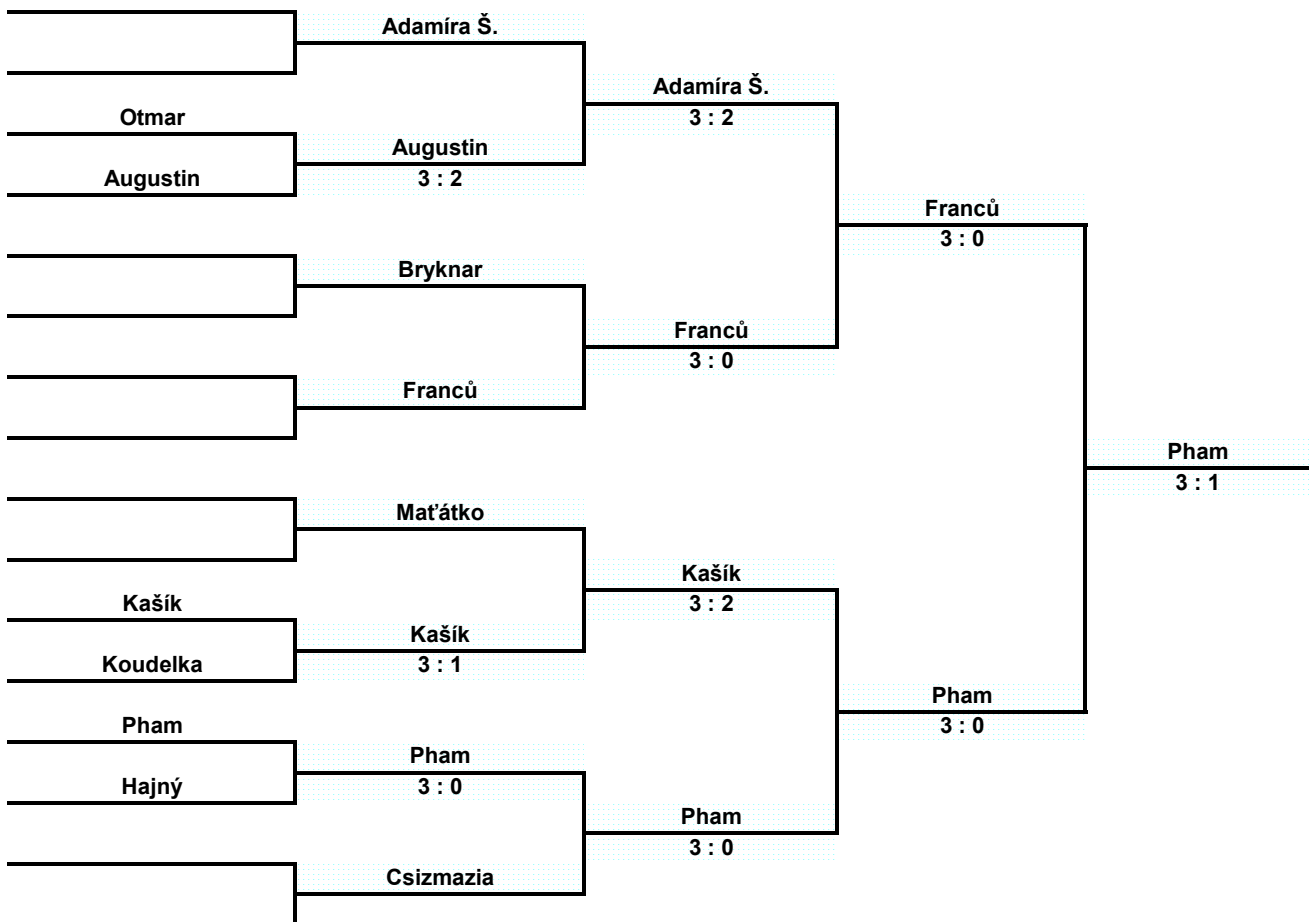 Adamíra Š.
Adamíra Š.
3 : 2
Otmar
Augustin
3 : 2
Augustin
Franců
3 : 0
Bryknar
Franců
3 : 0
Franců
Pham
3 : 1
Maťátko
Kašík
3 : 2
Kašík
Kašík
3 : 1
Koudelka
Pham
3 : 0
Pham
Pham
3 : 0
Hajný
Pham
3 : 0
Csizmazia